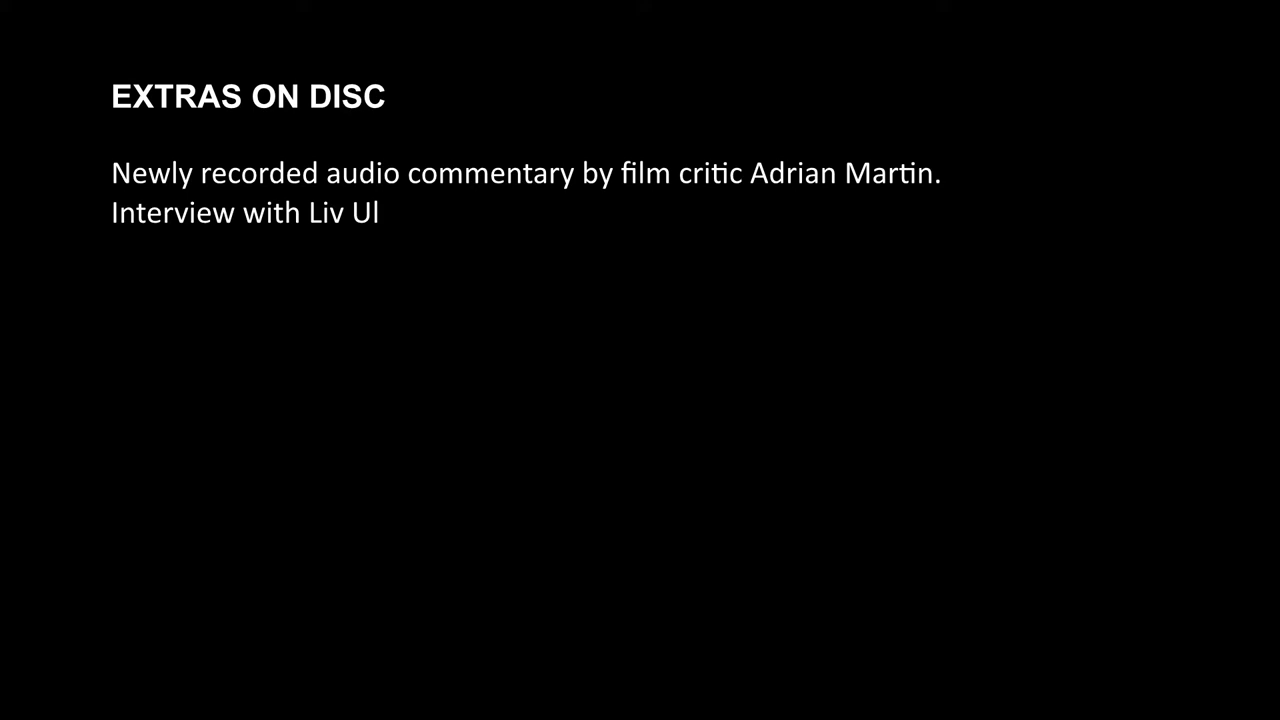 EXTRAS ON DISC
Newly recorded audio commentary by film critic Adrian Martin.
Interview with Liv Ul